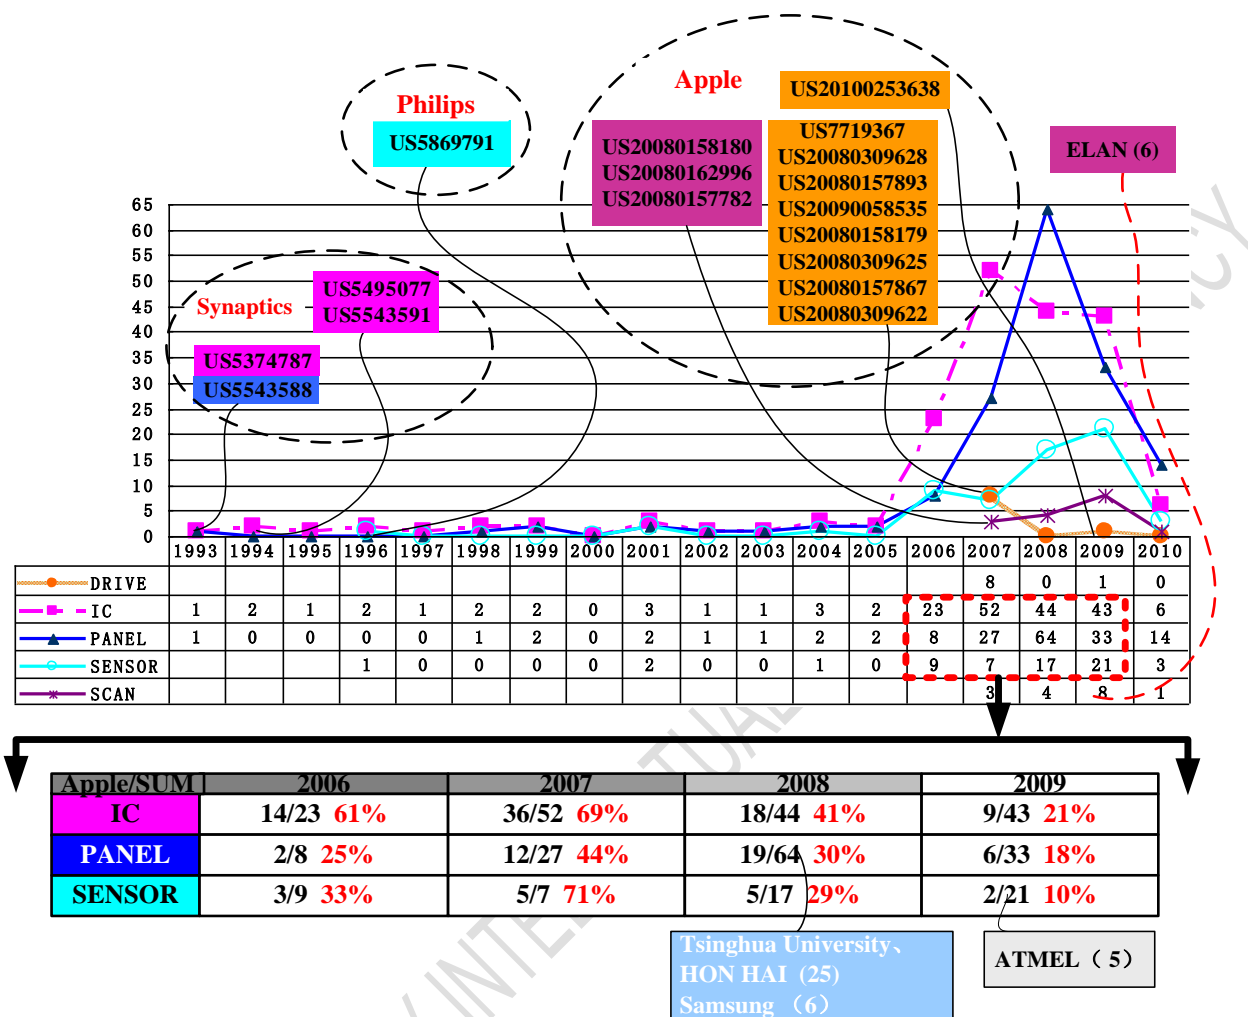 Apple
US20100253638
Philips
US5869791
US20080158180
US20080162996
US20080157782
US7719367
US20080309628
US20080157893
US20090058535
US20080158179
US20080309625
US20080157867
US20080309622
ELAN (6)
Synaptics
US5495077
US5543591
US5374787
US5543588
65
60
55
50
45
40
35
30
25
20
15
10
5
0
1993 1994 1995 1996 1997 1998 1999 2000 2001 2002 2003 2004 2005 2006 2007 2008 2009 2010
DRIVE 8 0 1 0
IC 1 2 1 2 1 2 2 0 3 1 1 3 2 23 52 44 43 6
PANEL 1 0 0 0 0 1 2 0 2 1 1 2 2 8 27 64 33 14
SENSOR 1 0 0 0 0 2 0 0 1 0 9 7 17 21 3
SCAN 3 4 8 1
Apple/SUM 2006 2007 2008 2009
IC 14/23 61% 36/52 69% 18/44 41% 9/43 21%
PANEL 2/8 25% 12/27 44% 19/64 30% 6/33 18%
SENSOR 3/9 33% 5/7 71% 5/17 29% 2/21 10%
Tsinghua University、
HON HAI (25)
Samsung （6）
ATMEL（ 5）